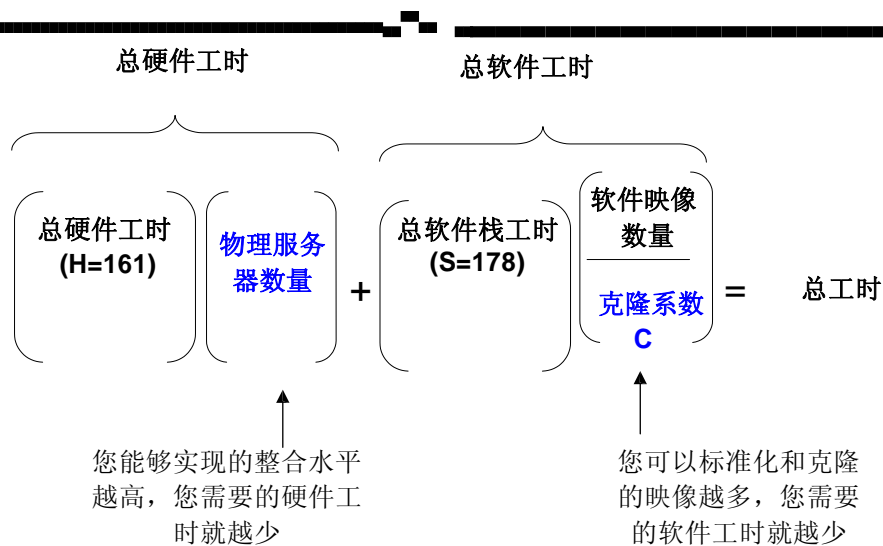 总硬件工时
总软件工时
总硬件工时
(H=161)
物理服务
器数量
+
总软件栈工时
(S=178)
软件映像
数量
克隆系数
C
=
总工时
您能够实现的整合水平
越高，您需要的硬件工
时就越少
您可以标准化和克隆
的映像越多，您需要
的软件工时就越少